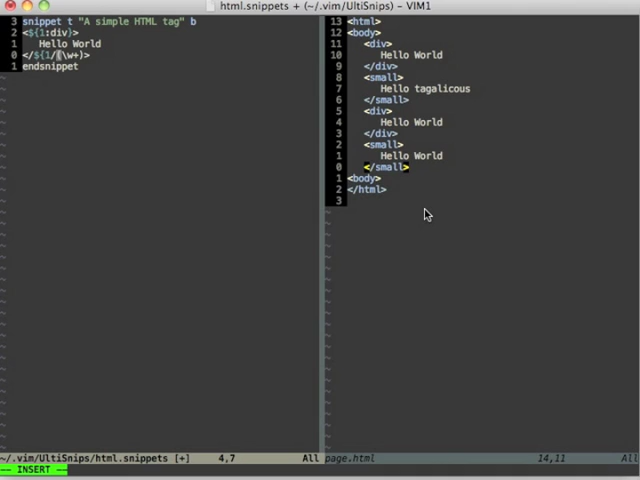 html.snippets + (~/.vim/UltiSnips) - VIM1
3 snippet t "A simple HTML tag" b
2 <${1:div}>
1 Hello World
0 </${1/(\w+)>
1 endsnippet
~/.vim/UltiSnips/html.snippets [+] 4,7 All
-- INSERT --
13 <html>
12 <body>
11 <div>
10 Hello World
9 </div>
8 <small>
7 Hello tagalicous
6 </small>
5 <div>
4 Hello World
3 </div>
2 <small>
1 Hello World
0 </small>
1 <body>
2 </html>
3
page.html 14,11 All